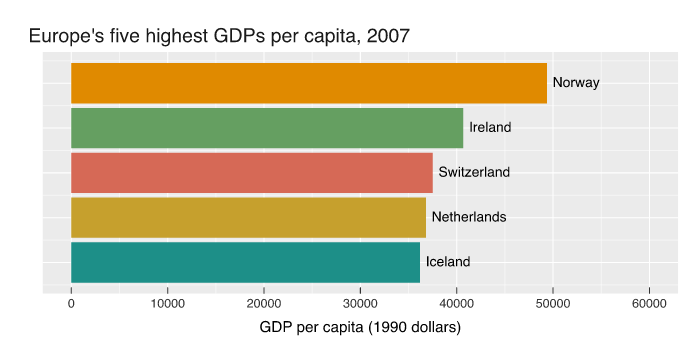 Europe's five highest GDPs per capita, 2007
Norway
Ireland
Switzerland
Netherlands
Iceland
0 10000 20000 30000 40000 50000 60000
GDP per capita (1990 dollars)